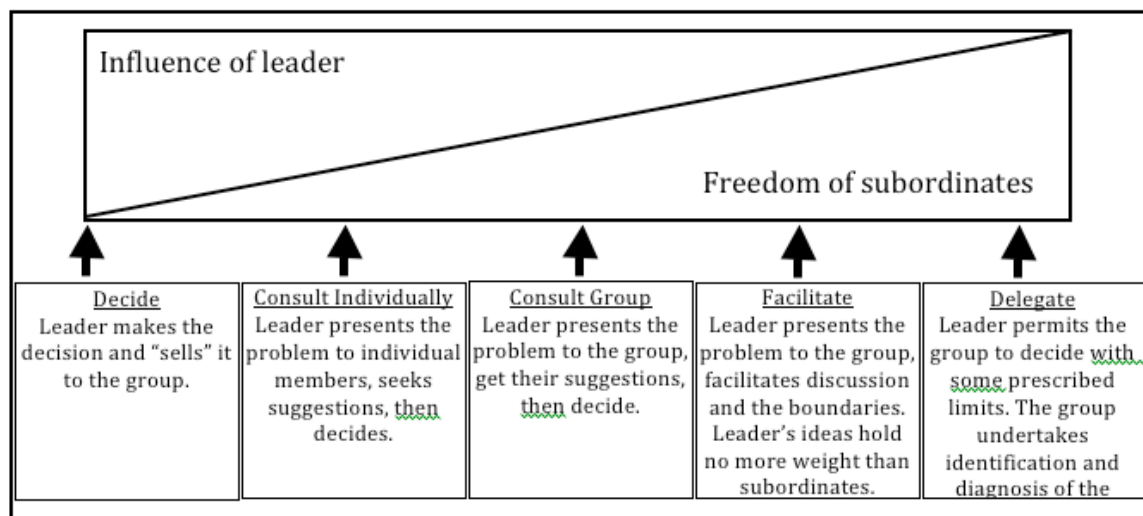 Influence of leader
Freedom of subordinates
Decide
Leader makes the
decision and “sells” it
to the group.
Consult Individually
Leader presents the
problem to individual
members, seeks
suggestions, then
decides.
Consult Group
Leader presents the
problem to the group,
get their suggestions,
then decide.
Facilitate
Leader presents the
problem to the group,
facilitates discussion
and the boundaries.
Leader’s ideas hold
no more weight than
subordinates.
Delegate
Leader permits the
group to decide with
some prescribed
limits. The group
undertakes
identification and
diagnosis of the